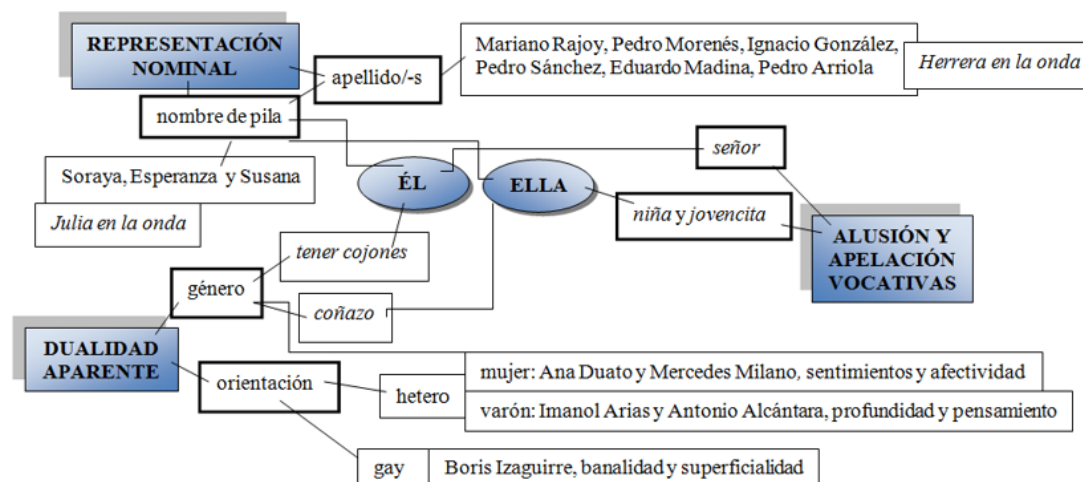 REPRESENTACIÓN
NOMINAL
apellido/-s
Mariano Rajoy, Pedro Morenés, Ignacio González,
Pedro Sánchez, Eduardo Madina, Pedro Arriola
Herrera en la onda
nombre de pila
Soraya, Esperanza y Susana
Julia en la onda
ÉL
ELLA
señor
niña y jovencita
ALUSIÓN Y
APELACIÓN
VOCATIVAS
tener cojones
género
coñazo
DUALIDAD
APARENTE
orientación
hetero
mujer: Ana Duato y Mercedes Milano, sentimientos y afectividad
varón: Imanol Arias y Antonio Alcántara, profundidad y pensamiento
gay
Boris Izaguirre, banalidad y superficialidad